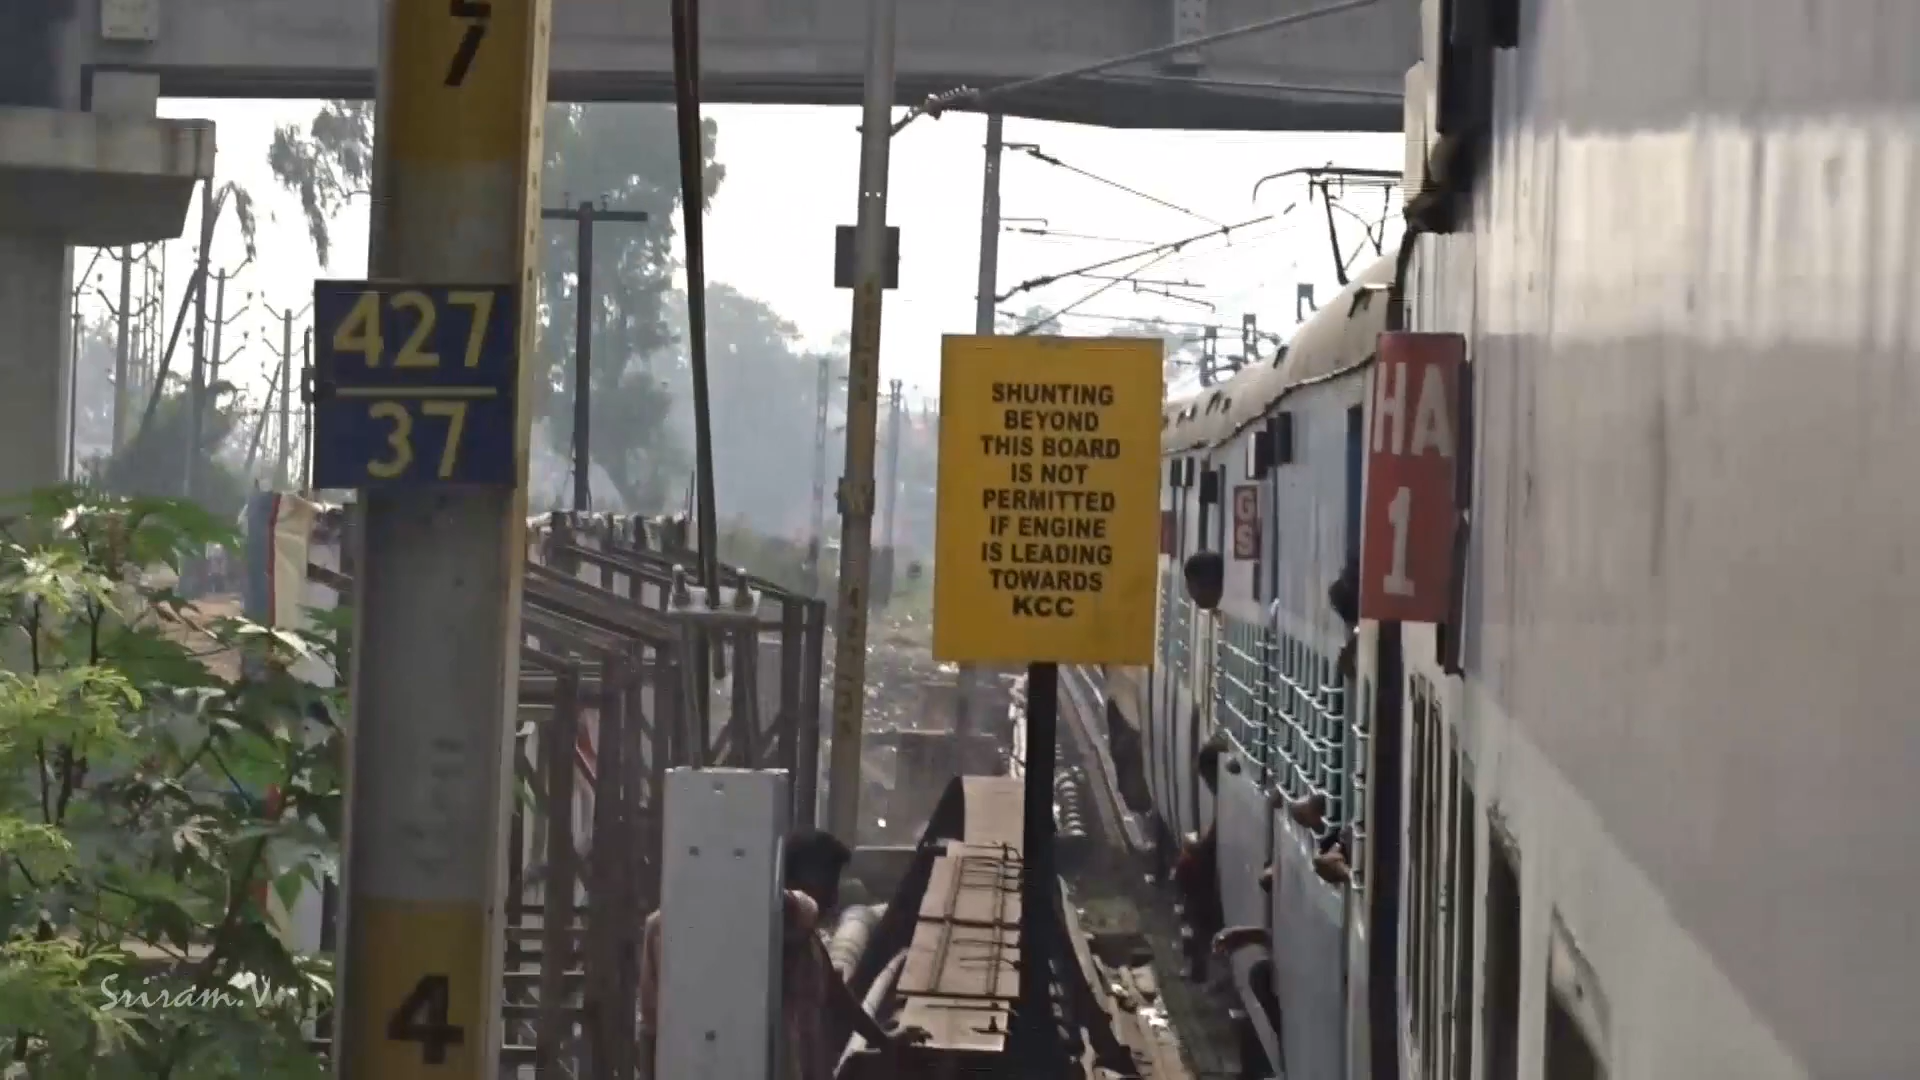 427
37
SHUNTING
BEYOND
THIS BOARD
IS NOT
PERMITTED
IF ENGINE
IS LEADING
TOWARDS
KCC
HA
1
GS
7
4
Sriram.V